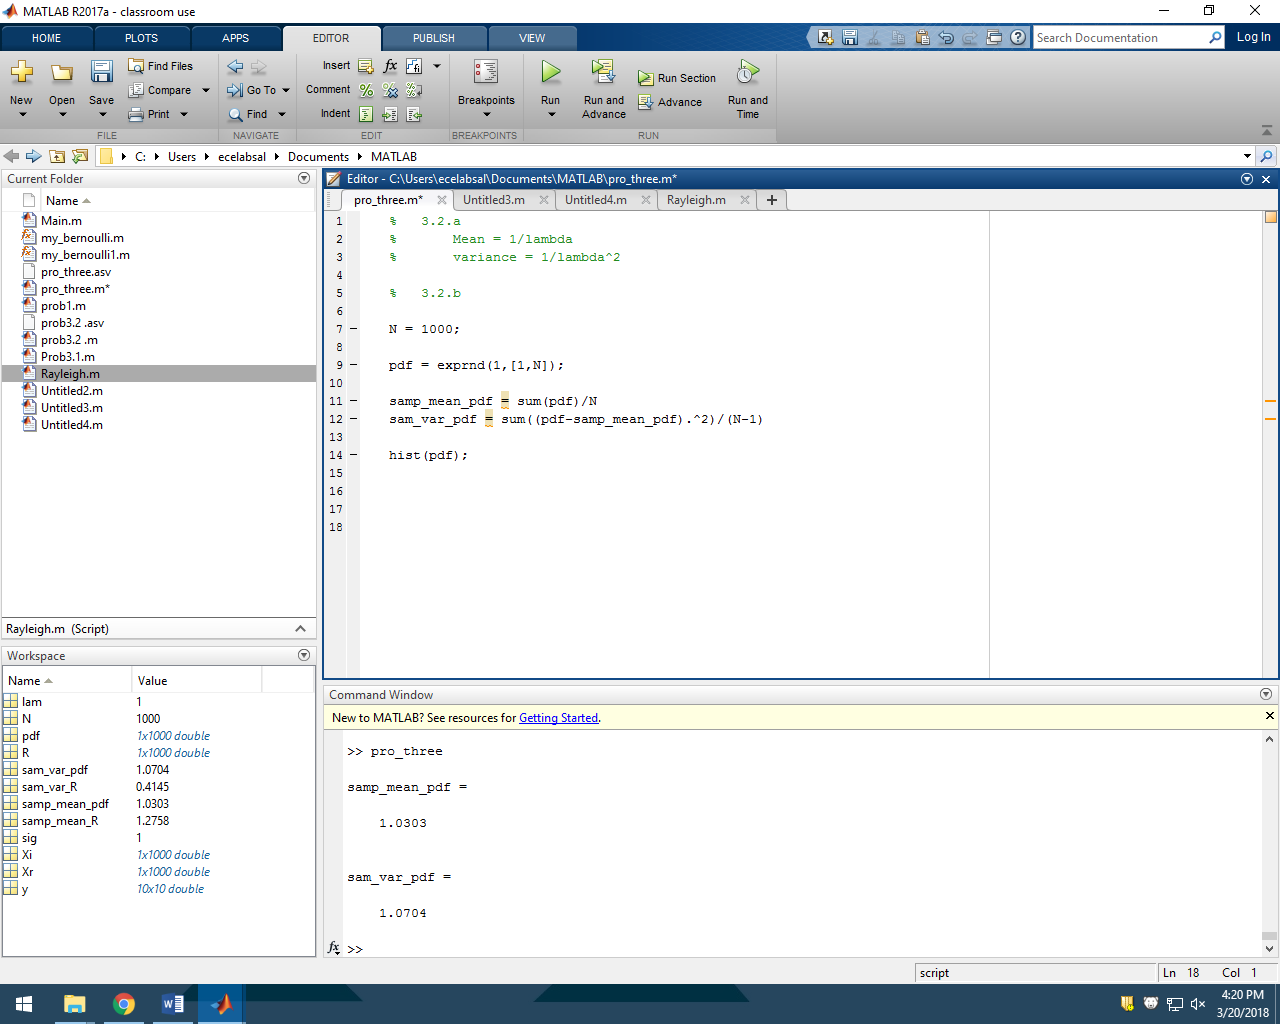 MATLAB R2017a - classroom use
HOME PLOTS APPS EDITOR PUBLISH VIEW
Search Documentation
Log In
New
Open
Save
Find Files
Compare
Print
FILE
Go To
Find
NAVIGATE
Insert fx
Comment
Indent
EDIT
Breakpoints
BREAKPOINTS
Run
Run and Advance
Run Section
Advance
Run and Time
RUN
C: Users ecelabsal Documents MATLAB
Current Folder
Name
Main.m
my_bernoulli.m
my_bernoulli1.m
pro_three.asv
pro_three.m*
prob1.m
prob3.2 .asv
prob3.2 .m
Prob3.1.m
Rayleigh.m
Untitled2.m
Untitled3.m
Untitled4.m
Rayleigh.m (Script)
Workspace
Name Value
lam 1
N 1000
pdf 1x1000 double
R 1x1000 double
sam_var_pdf 1.0704
sam_var_R 0.4145
samp_mean_pdf 1.0303
samp_mean_R 1.2758
sig 1
Xi 1x1000 double
Xr 1x1000 double
y 10x10 double
Editor - C:\Users\ecelabsal\Documents\MATLAB\pro_three.m*
pro_three.m* Untitled3.m Untitled4.m Rayleigh.m +
1 % 3.2.a
2 % Mean = 1/lambda
3 % variance = 1/lambda^2
4
5 % 3.2.b
6
7 N = 1000;
8
9 pdf = exprnd(1,[1,N]);
10
11 samp_mean_pdf = sum(pdf)/N
12 sam_var_pdf = sum((pdf-samp_mean_pdf).^2)/(N-1)
13
14 hist(pdf);
15
16
17
18
Command Window
New to MATLAB? See resources for Getting Started.
>> pro_three
samp_mean_pdf =
1.0303
sam_var_pdf =
1.0704
fx >>
script Ln 18 Col 1
4:20 PM
3/20/2018